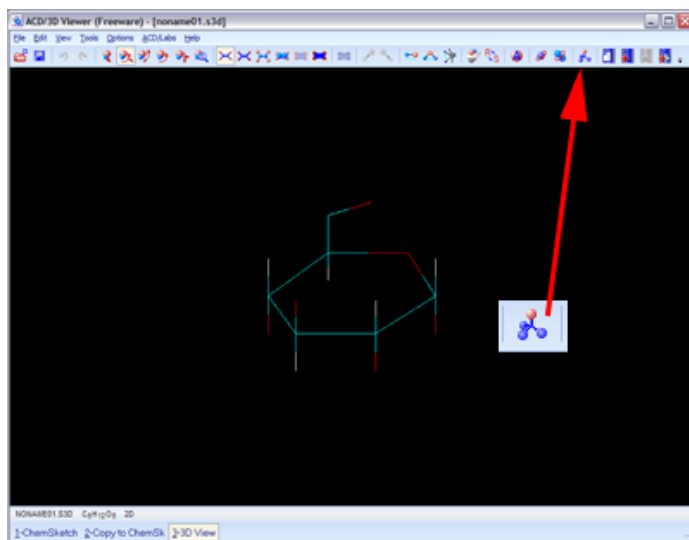 ACD/3D Viewer (Freeware) - [noname01.s3d]
File Edit View Tools Options ACD/Labs Help
NONAME01.S3D C6H12O6 2D
1-ChemSketch 2-Copy to ChemSk 3-3D View